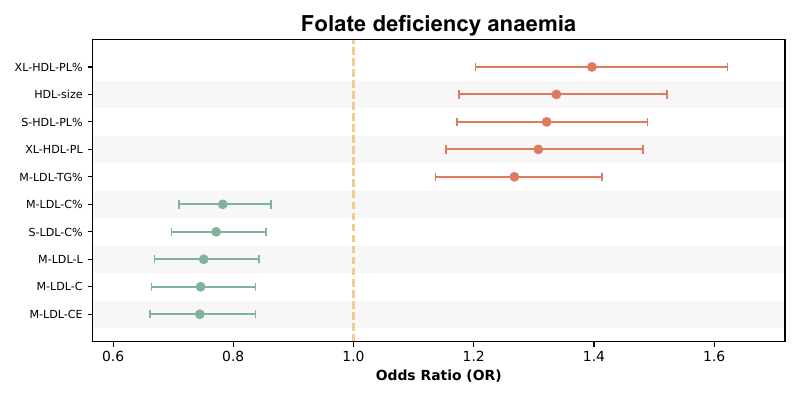 Folate deficiency anaemia
XL-HDL-PL%
HDL-size
S-HDL-PL%
XL-HDL-PL
M-LDL-TG%
M-LDL-C%
S-LDL-C%
M-LDL-L
M-LDL-C
M-LDL-CE
0.6 0.8 1.0 1.2 1.4 1.6
Odds Ratio (OR)